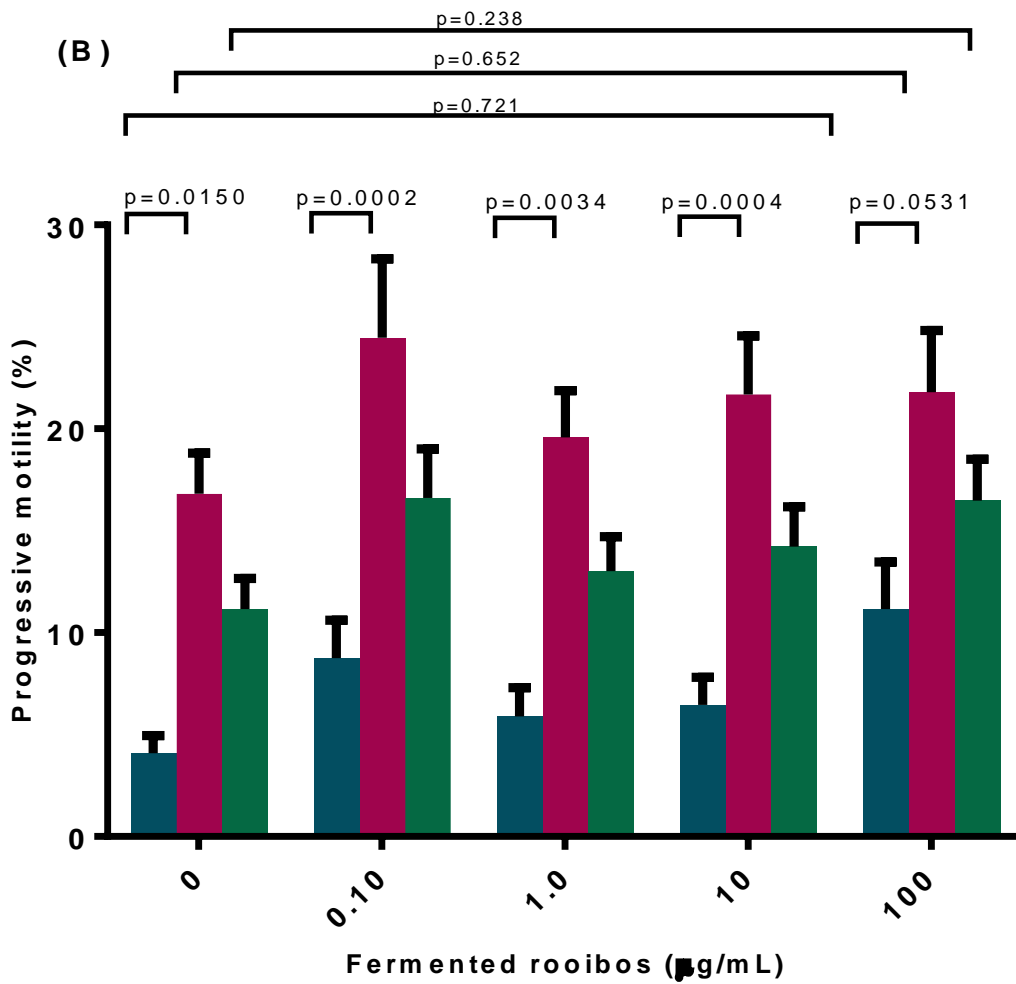 p=0.238
(B)
p=0.652
p=0.721
p=0.0150
p=0.0002
p=0.0034
p=0.0004
p=0.0531
30
20
10
0
Progressive motility (%)
0
0.10
1.0
10
100
Fermented rooibos (μg/mL)